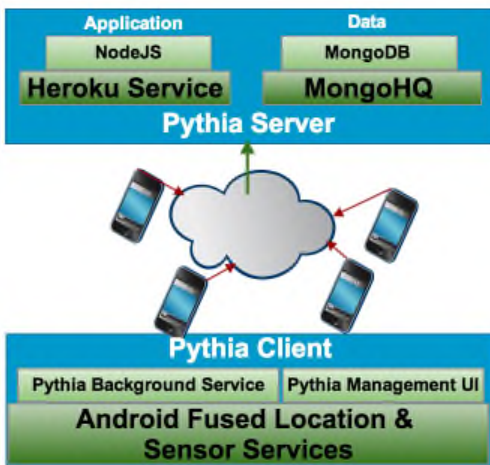 Application Data
NodeJS MongoDB
Heroku Service MongoHQ
Pythia Server
Pythia Client
Pythia Background Service Pythia Management UI
Android Fused Location &
Sensor Services